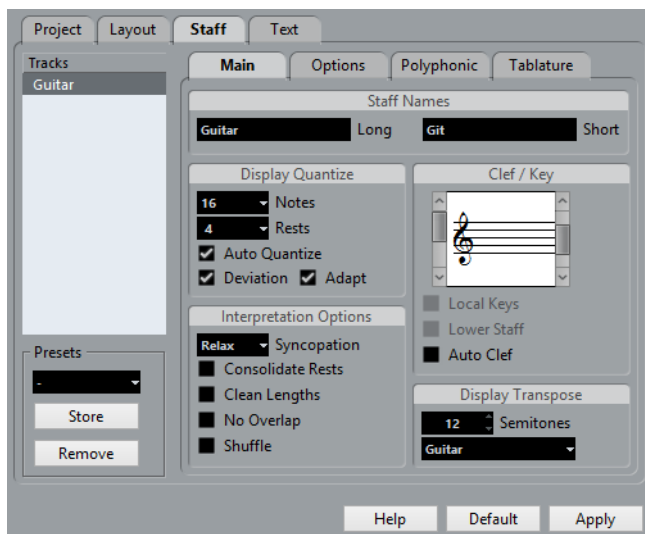 Project Layout Staff Text
Tracks
Guitar
Main Options Polyphonic Tablature
Staff Names
Guitar Long Git Short
Display Quantize
16 Notes
4 Rests
Auto Quantize
Deviation Adapt
Clef / Key
Local Keys
Lower Staff
Auto Clef
Interpretation Options
Relax Syncopation
Consolidate Rests
Clean Lengths
No Overlap
Shuffle
Display Transpose
12 Semitones
Guitar
Presets
-
Store
Remove
Help Default Apply